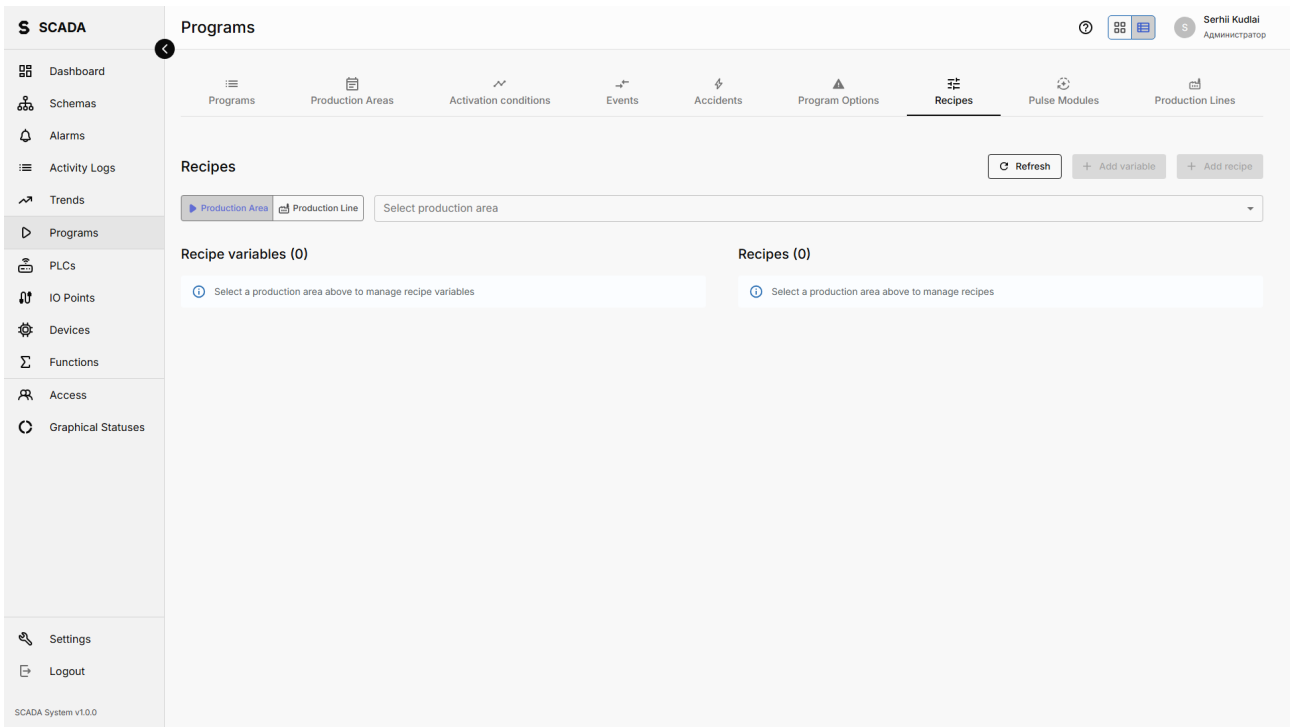 SCADA
Dashboard
Schemas
Alarms
Activity Logs
Trends
Programs
PLCs
IO Points
Devices
Functions
Access
Graphical Statuses
Settings
Logout
SCADA System v1.0.0
Programs
S
Serhii Kudlai
Администратор
Programs
Production Areas
Activation conditions
Events
Accidents
Program Options
Recipes
Pulse Modules
Production Lines
Recipes
Refresh
+ Add variable
+ Add recipe
Production Area
Production Line
Select production area
Recipe variables (0)
Select a production area above to manage recipe variables
Recipes (0)
Select a production area above to manage recipes